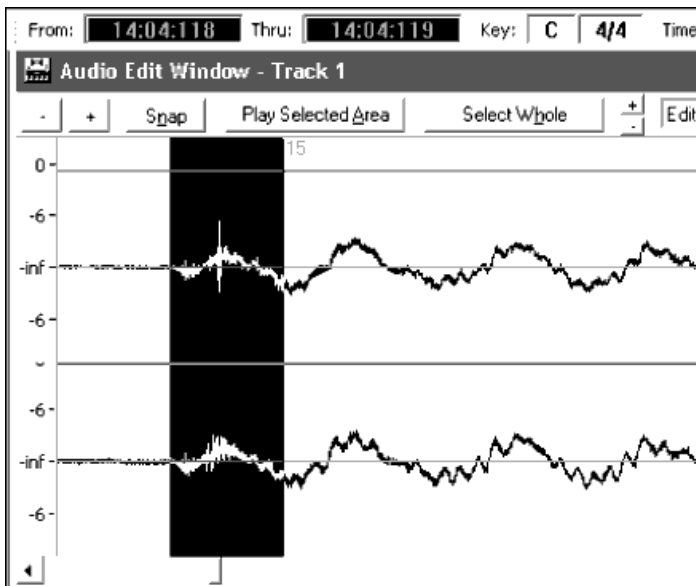 From: 14:04:118 Thru: 14:04:119 Key: C 4/4 Time
Audio Edit Window - Track 1
- + Snap Play Selected Area Select Whole + - Edit
15
0
-6
-inf
-6
-6
-inf
-6